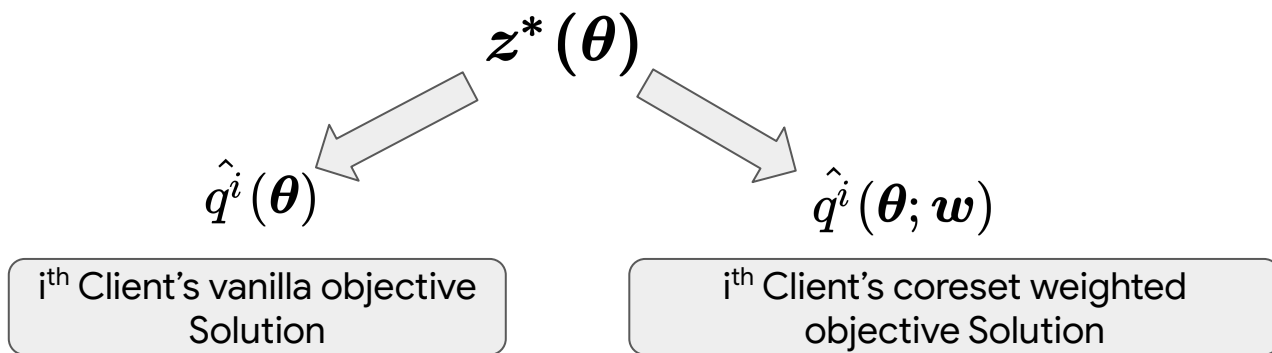 z*(θ)
q̂ⁱ(θ)
q̂ⁱ(θ; w)
iᵗʰ Client’s vanilla objective
Solution
iᵗʰ Client’s coreset weighted
objective Solution